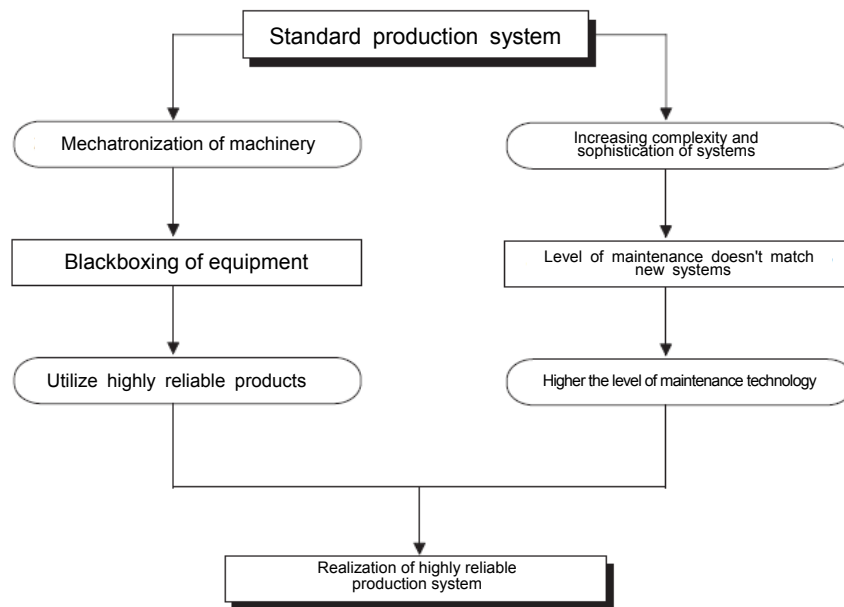 Standard production system
Mechatronization of machinery
Increasing complexity and
sophistication of systems
Blackboxing of equipment
Level of maintenance doesn't match
new systems
Utilize highly reliable products
Higher the level of maintenance technology
Realization of highly reliable
production system